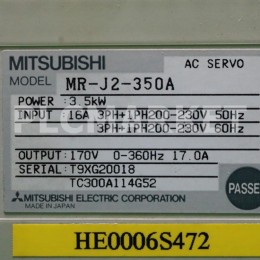 MITSUBISHI AC SERVO
MODEL MR-J2-350A
POWER : 3.5kW
INPUT : 16A 3PH+1PH200-230V 50Hz
3PH+1PH200-230V 60Hz
OUTPUT: 170V 0-360Hz 17.0A
SERIAL: T9XG20018
TC300A114G52
PASSE
MITSUBISHI ELECTRIC CORPORATION
MADE IN JAPAN
HE0006S472